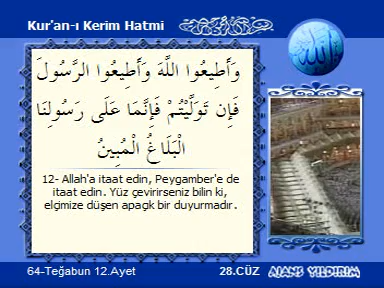 Kur'an-ı Kerim Hatmi
وَأَطِيعُوا اللَّهَ وَأَطِيعُوا الرَّسُولَ
فَإِن تَوَلَّيْتُمْ فَإِنَّمَا عَلَى رَسُولِنَا
الْبَلَاغُ الْمُبِينُ
12- Allah'a itaat edin, Peygamber'e de
itaat edin. Yüz çevirirseniz bilin ki,
elçimize düşen apaçık bir duyurmadır.
64-Teğabun 12.Ayet
28.CÜZ
AJANS YILDIRIM